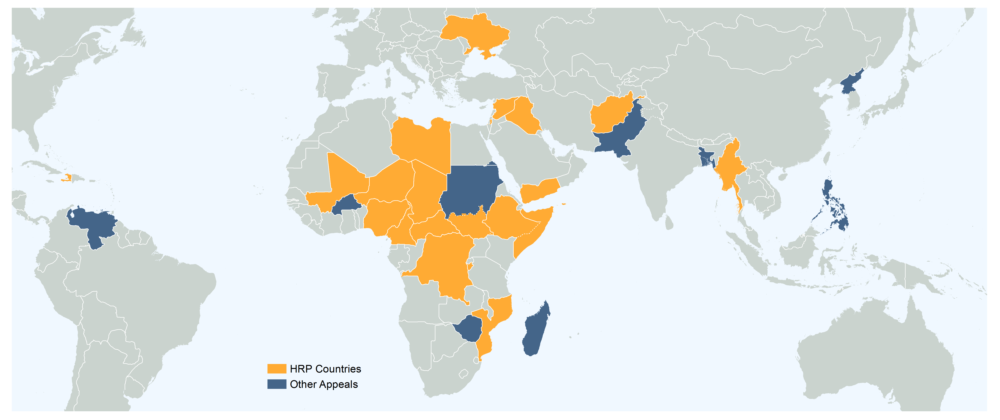 HRP Countries
Other Appeals